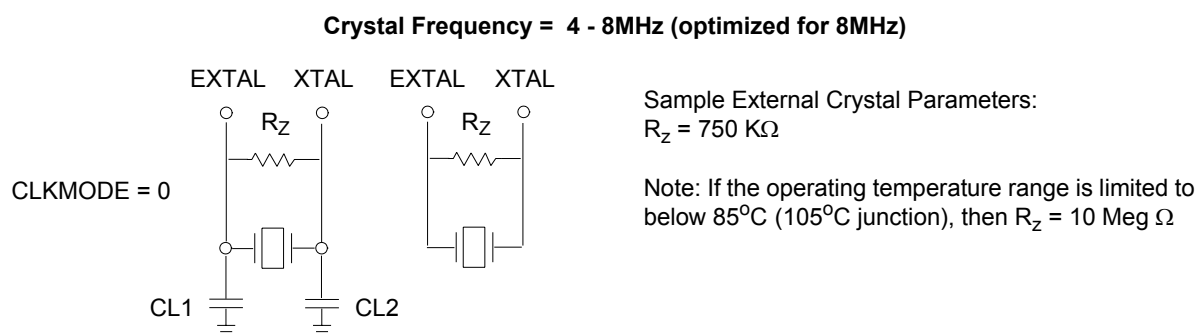 Crystal Frequency = 4 - 8MHz (optimized for 8MHz)
EXTAL XTAL EXTAL XTAL
Sample External Crystal Parameters:
RZ RZ
Rz = 750 KΩ
CLKMODE = 0
Note: If the operating temperature range is limited to
below 85oC (105oC junction), then Rz = 10 Meg Ω
CL1 CL2